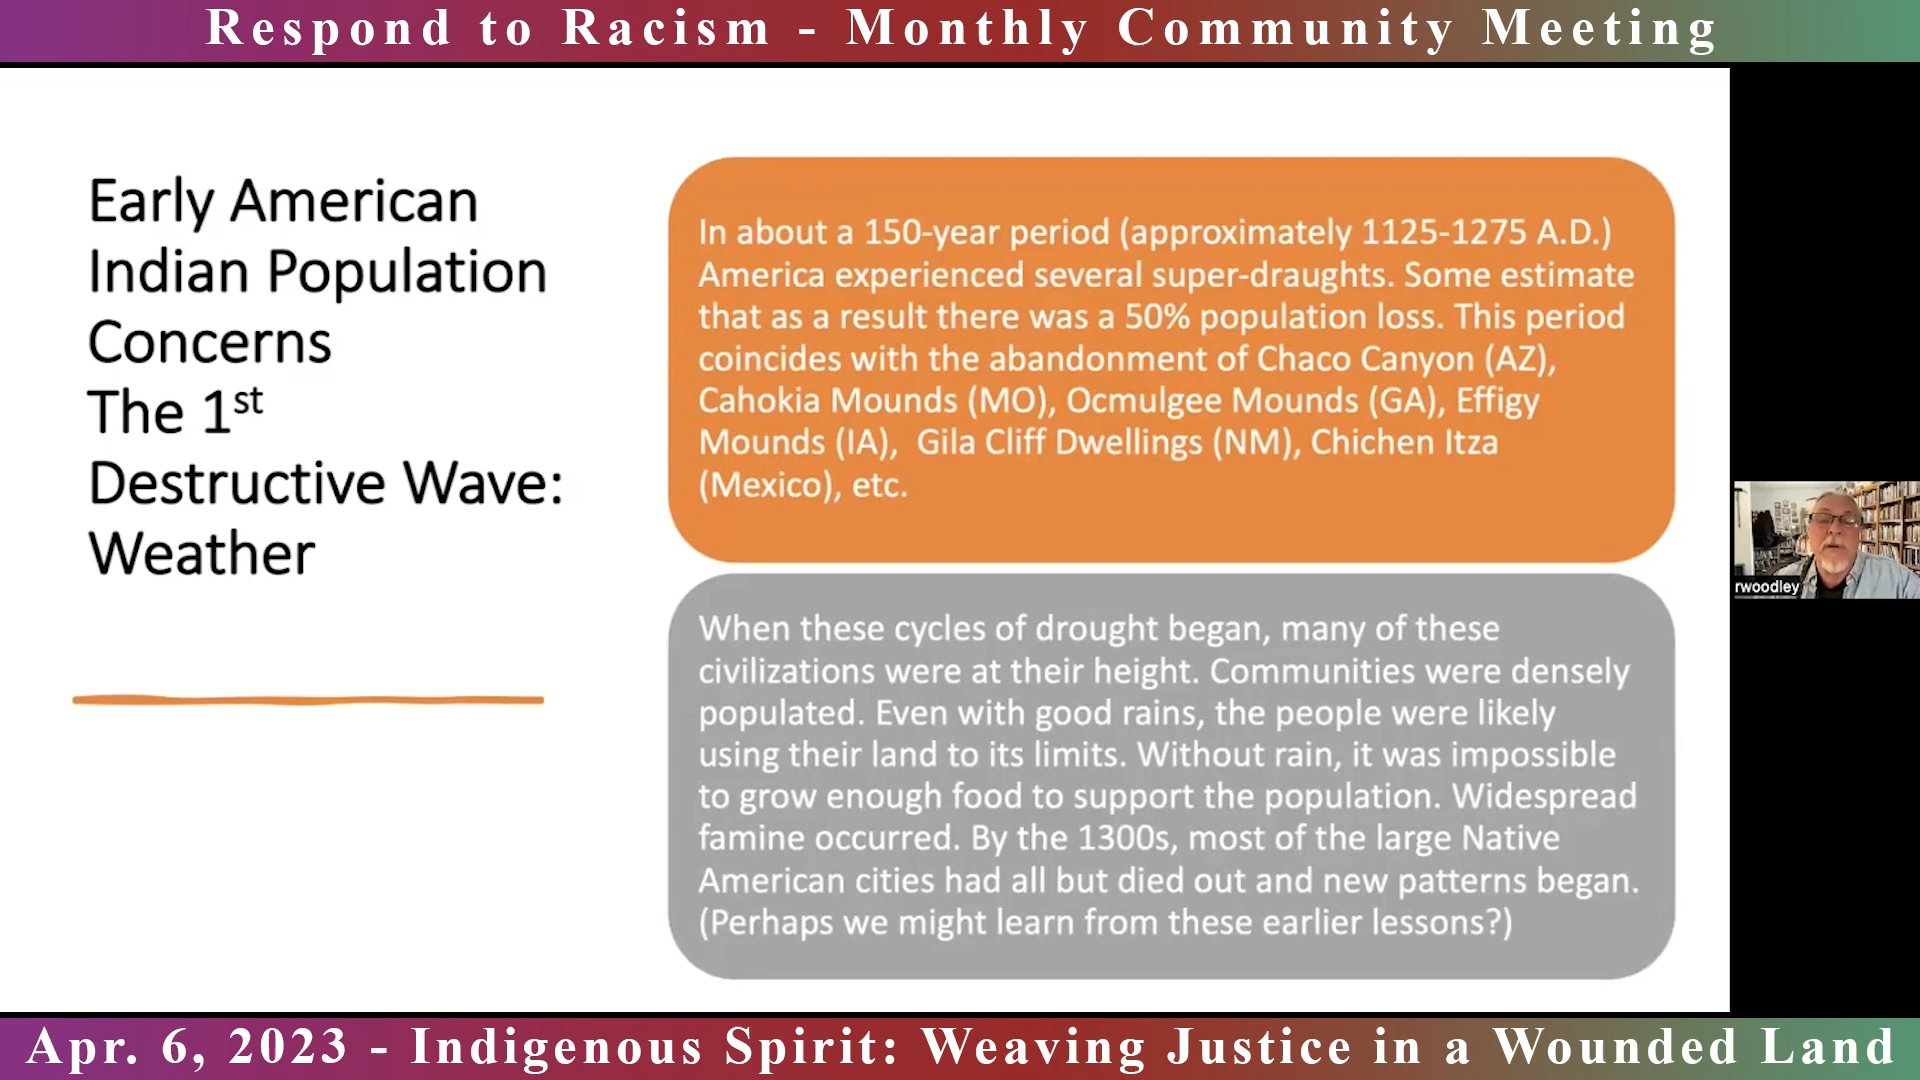 Respond to Racism - Monthly Community Meeting
Early American
Indian Population
Concerns
The 1st
Destructive Wave:
Weather
In about a 150-year period (approximately 1125-1275 A.D.)
America experienced several super-draughts. Some estimate
that as a result there was a 50% population loss. This period
coincides with the abandonment of Chaco Canyon (AZ),
Cahokia Mounds (MO), Ocmulgee Mounds (GA), Effigy
Mounds (IA),  Gila Cliff Dwellings (NM), Chichen Itza
(Mexico), etc.
When these cycles of drought began, many of these
civilizations were at their height. Communities were densely
populated. Even with good rains, the people were likely
using their land to its limits. Without rain, it was impossible
to grow enough food to support the population. Widespread
famine occurred. By the 1300s, most of the large Native
American cities had all but died out and new patterns began.
(Perhaps we might learn from these earlier lessons?)
rwoodley
Apr. 6, 2023 - Indigenous Spirit: Weaving Justice in a Wounded Land